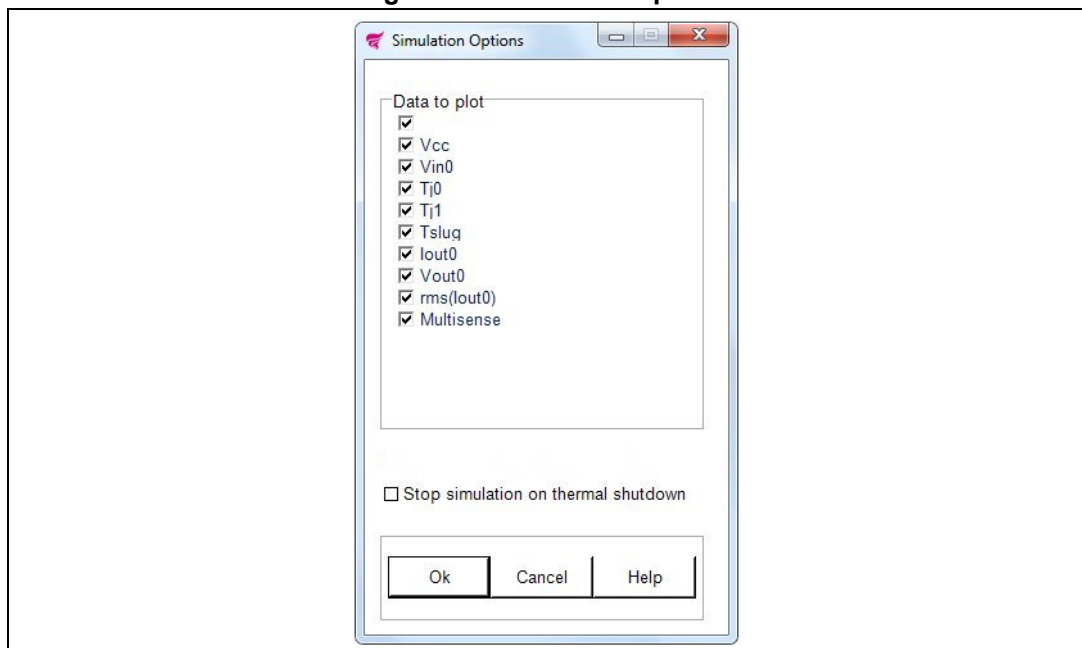 Simulation Options
Data to plot
Vcc
Vin0
Tj0
Tj1
Tslug
Iout0
Vout0
rms(Iout0)
Multisense
Stop simulation on thermal shutdown
Ok Cancel Help